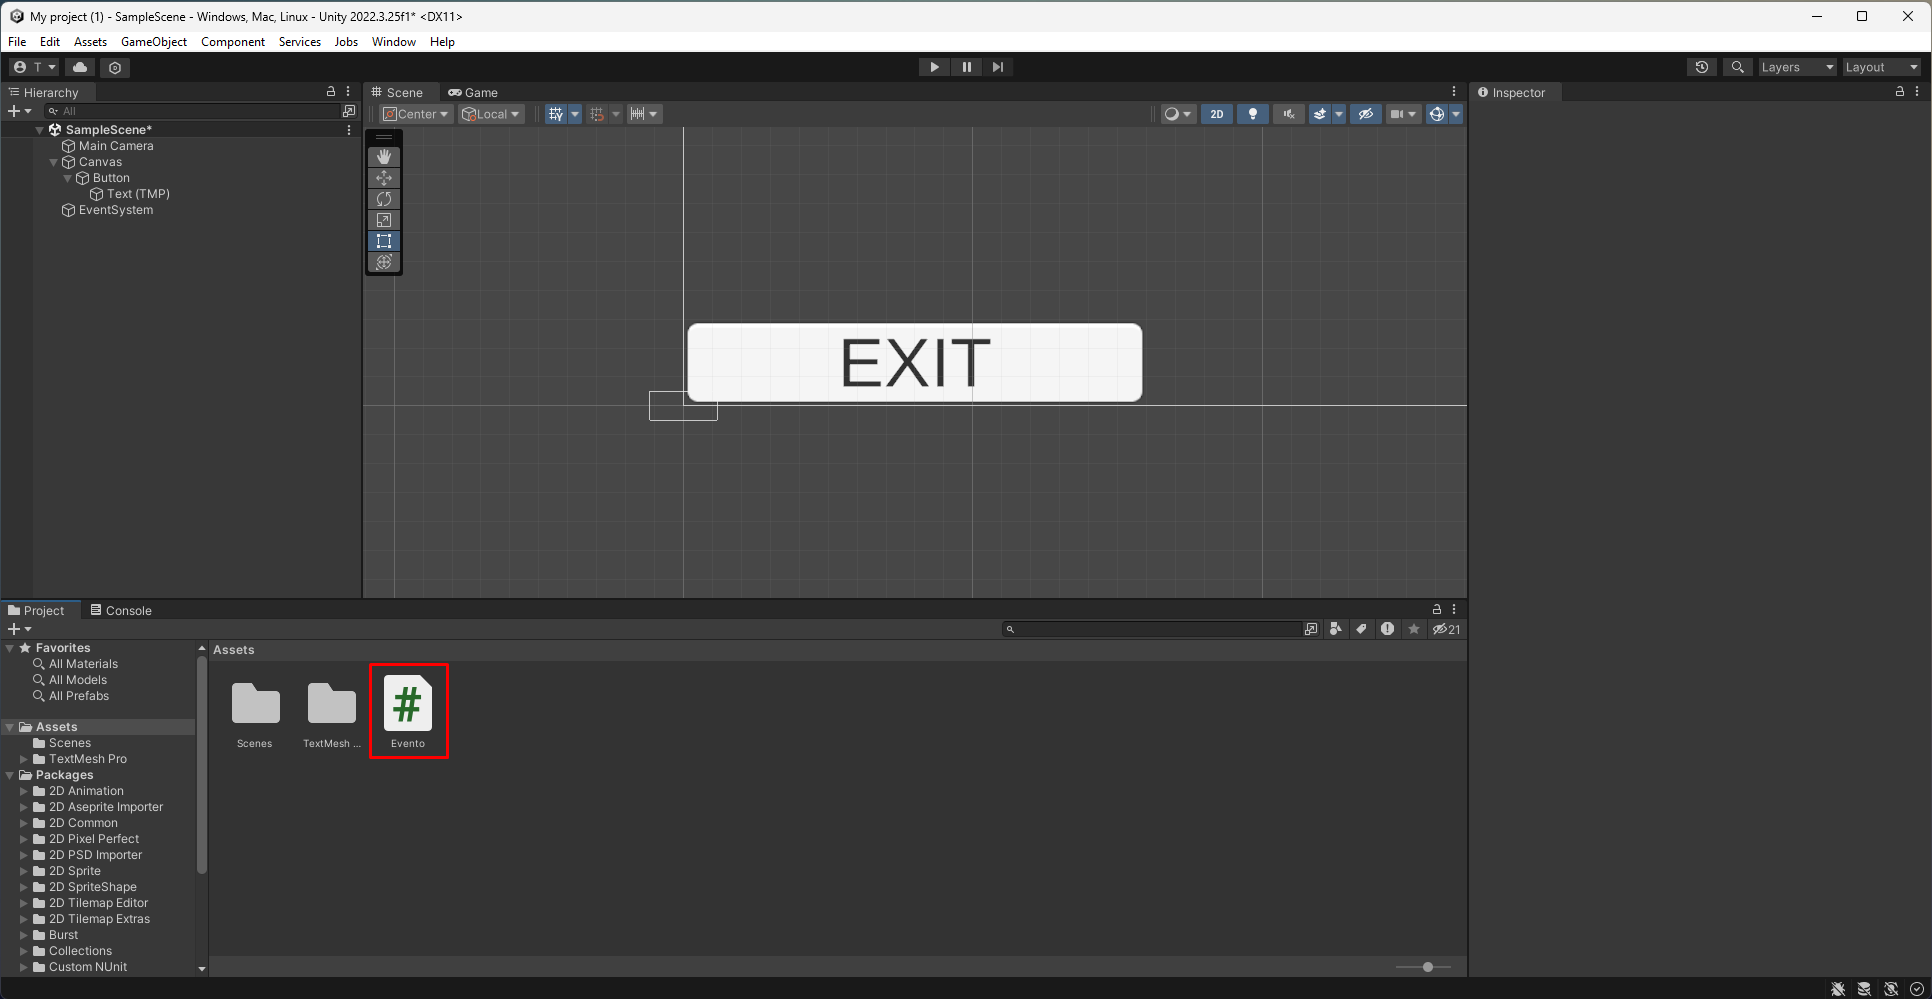 My project (1) - SampleScene - Windows, Mac, Linux - Unity 2022.3.25f1* <DX11>
File Edit Assets GameObject Component Services Jobs Window Help
T
Layers Layout
Hierarchy
All
SampleScene*
Main Camera
Canvas
Button
Text (TMP)
EventSystem
Scene Game
Center Local 2D
EXIT
Inspector
Project Console
21
Favorites
All Materials
All Models
All Prefabs
Assets
Scenes
TextMesh Pro
Packages
2D Animation
2D Aseprite Importer
2D Common
2D Pixel Perfect
2D PSD Importer
2D Sprite
2D SpriteShape
2D Tilemap Editor
2D Tilemap Extras
Burst
Collections
Custom NUnit
Assets
Scenes TextMesh ... # Evento